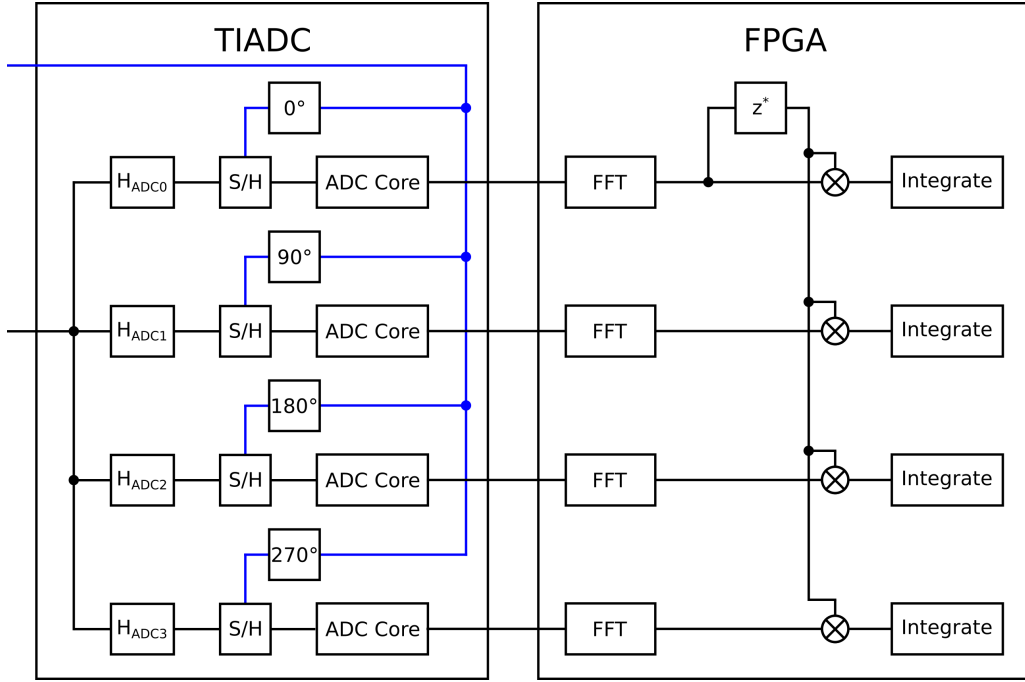 TIADC
FPGA
0°
z*
H_ADC0 S/H ADC Core FFT Integrate
90°
H_ADC1 S/H ADC Core FFT Integrate
180°
H_ADC2 S/H ADC Core FFT Integrate
270°
H_ADC3 S/H ADC Core FFT Integrate